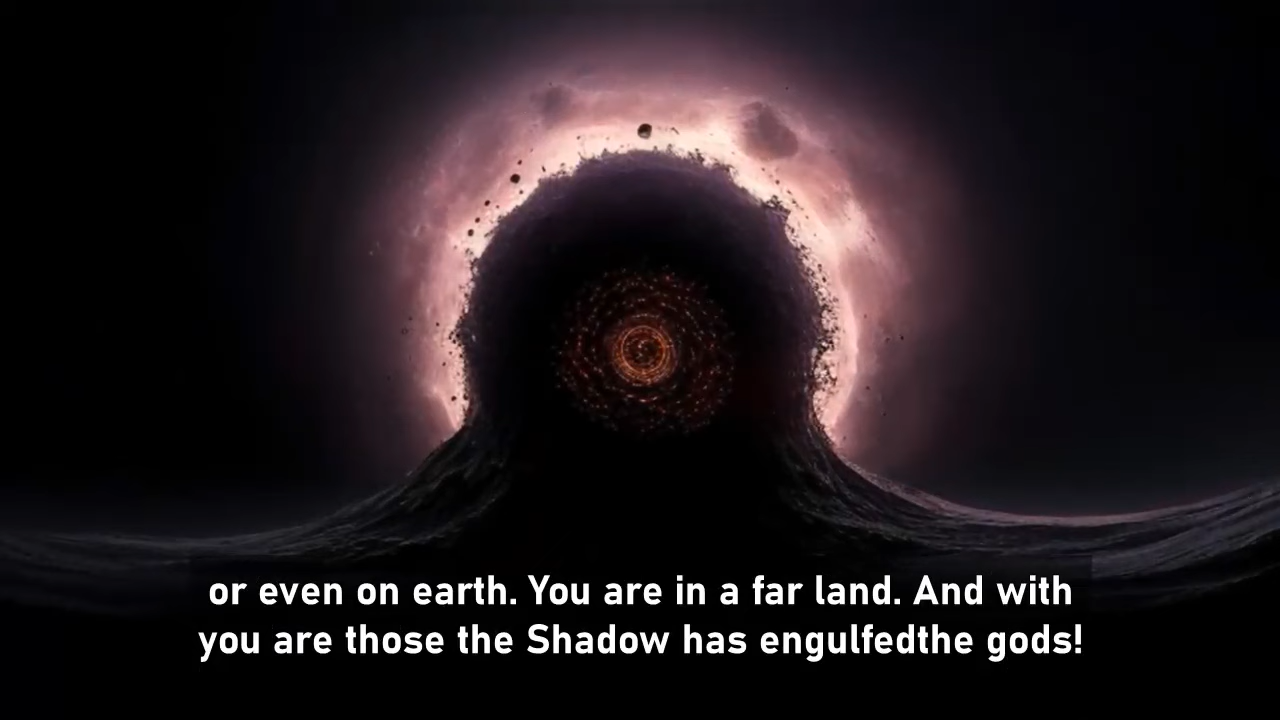 or even on earth. You are in a far land. And with
you are those the Shadow has engulfedthe gods!